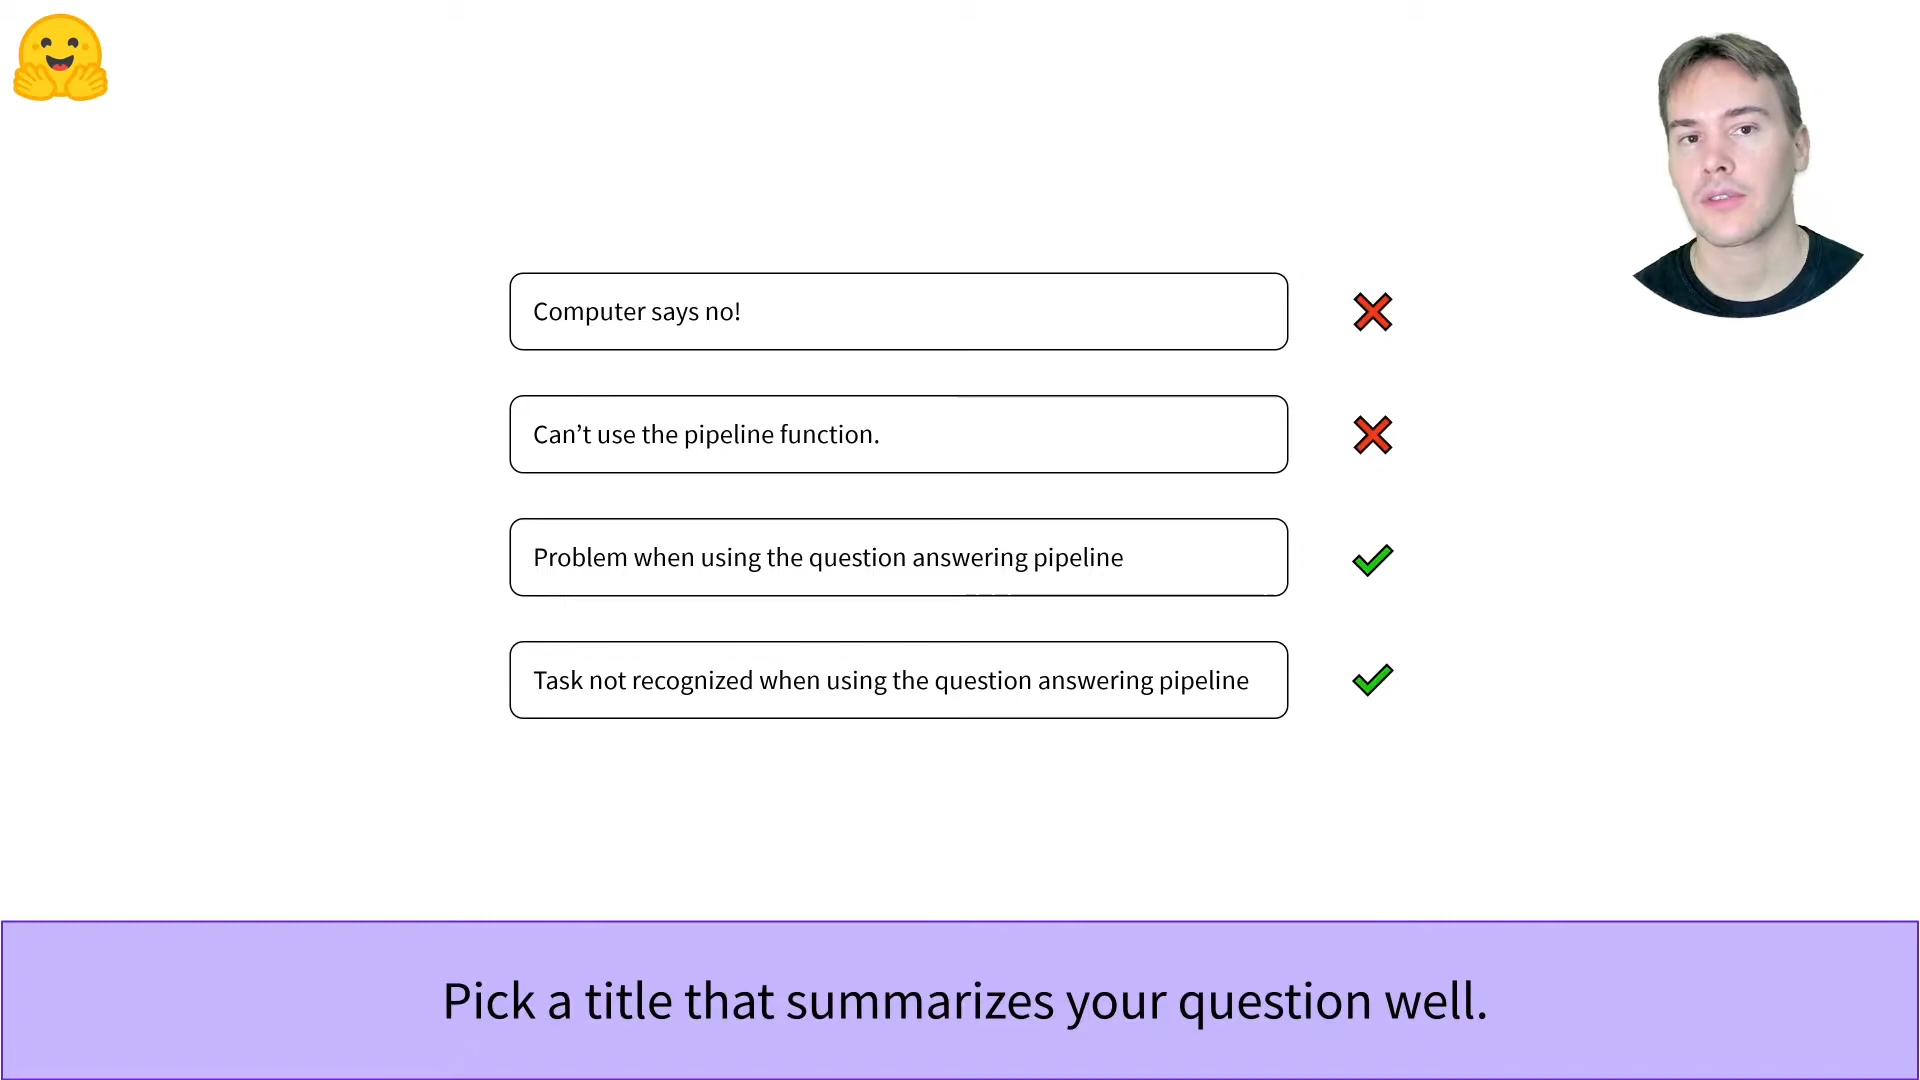 Computer says no!
Can’t use the pipeline function.
Problem when using the question answering pipeline
Task not recognized when using the question answering pipeline
Pick a title that summarizes your question well.